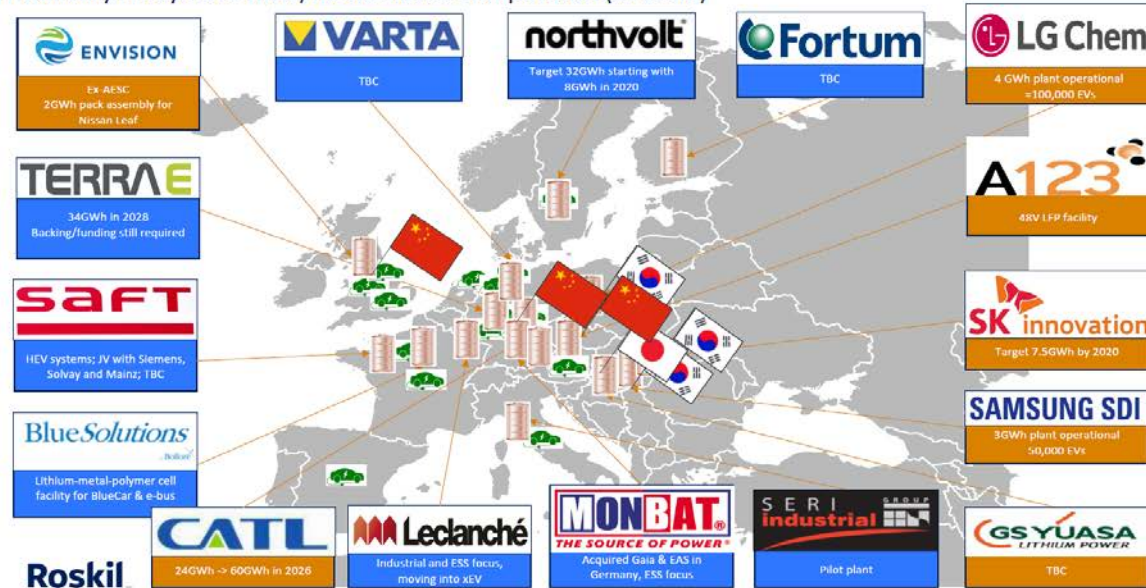 ENVISION
Ex-AESC
2GWh pack assembly for
Nissan Leaf
VARTA
TBC
northvolt
Target 32GWh starting with
8GWh in 2020
Fortum
TBC
LG Chem
4 GWh plant operational
≈100,000 EVs
TERRA E
34GWh in 2028
Backing/funding still required
A123
48V LFP facility
SAFT
HEV systems; JV with Siemens,
Solvay and Mainz; TBC
SK innovation
Target 7.5GWh by 2020
BlueSolutions
Bolloré
Lithium-metal-polymer cell
facility for BlueCar & e-bus
SAMSUNG SDI
3GWh plant operational
50,000 EVs
CATL
24GWh -> 60GWh in 2026
Leclanché
Industrial and ESS focus,
moving into xEV
MONBAT®
THE SOURCE OF POWER®
Acquired Gaia & EAS in
Germany, ESS focus
SERI
industrial
GROUP
Pilot plant
GS YUASA
LITHIUM POWER
TBC
Roskil